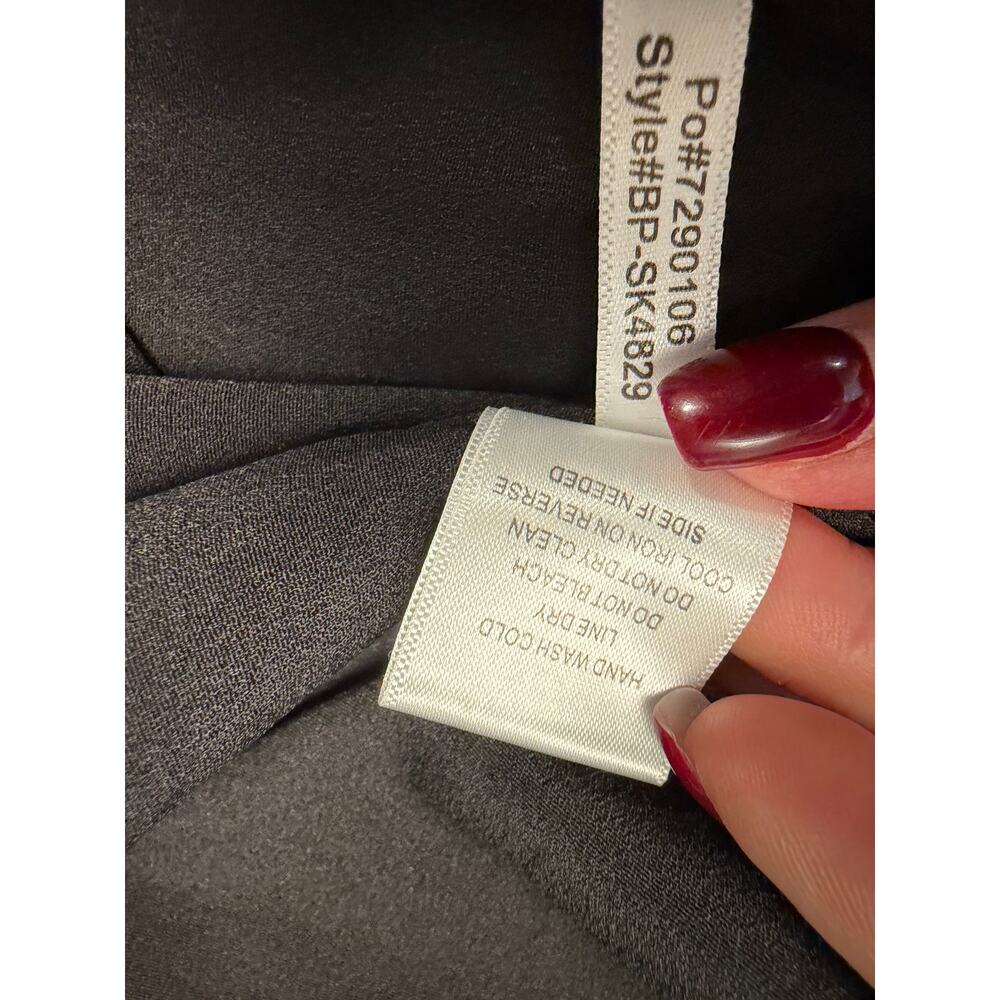 Po#7290106
Style#BP-SK4829
HAND WASH COLD
LINE DRY
DO NOT BLEACH
DO NOT DRY CLEAN
COOL IRON ON REVERSE
SIDE IF NEEDED